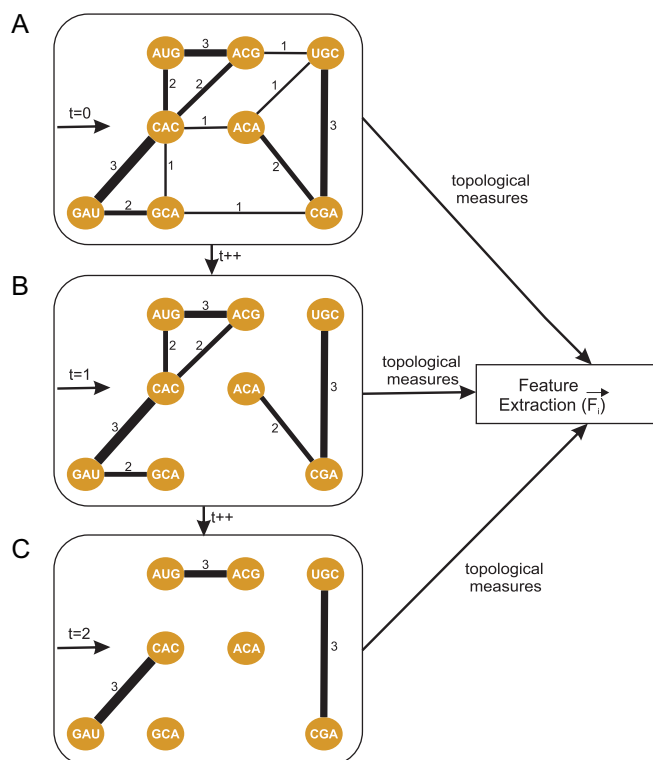 A
AUG
3
ACG
1
UGC
2
2
1
t=0
CAC
1
ACA
3
3
1
2
GAU
2
GCA
1
CGA
topological
measures
t++
B
AUG
3
ACG
UGC
2
2
t=1
CAC
ACA
3
3
2
GAU
2
GCA
CGA
topological
measures
Feature
Extraction (F⃗ᵢ)
t++
C
AUG
3
ACG
UGC
t=2
CAC
ACA
3
3
GAU
GCA
CGA
topological
measures